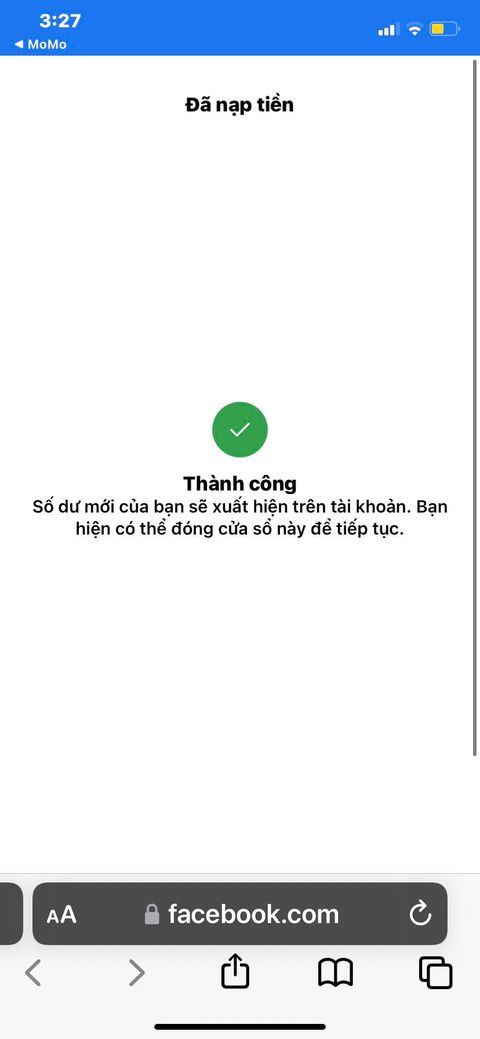 3:27
◀ MoMo
Đã nạp tiền
Thành công
Số dư mới của bạn sẽ xuất hiện trên tài khoản. Bạn
hiện có thể đóng cửa sổ này để tiếp tục.
AA facebook.com